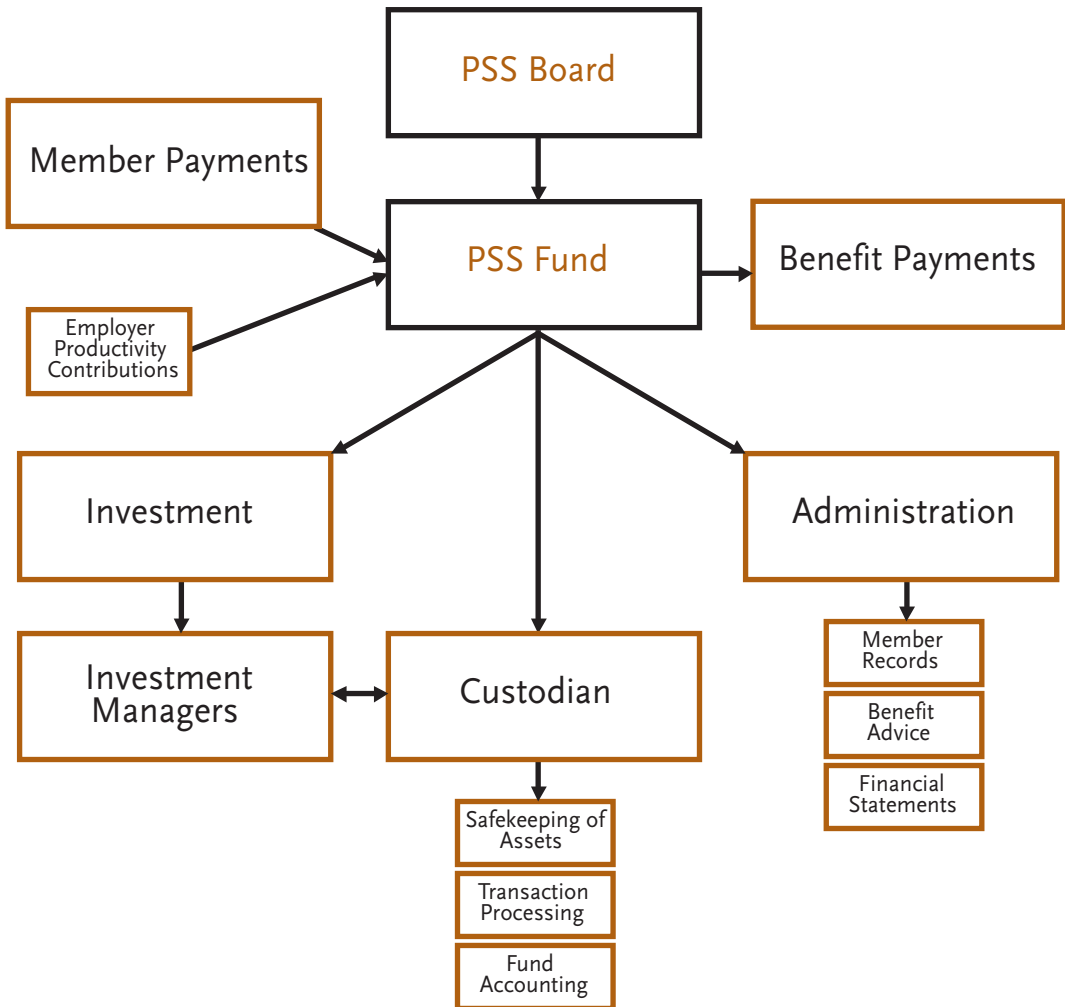 PSS Board
Member Payments
PSS Fund
Benefit Payments
Employer
Productivity
Contributions
Investment
Administration
Investment
Managers
Custodian
Member
Records
Benefit
Advice
Financial
Statements
Safekeeping of
Assets
Transaction
Processing
Fund
Accounting